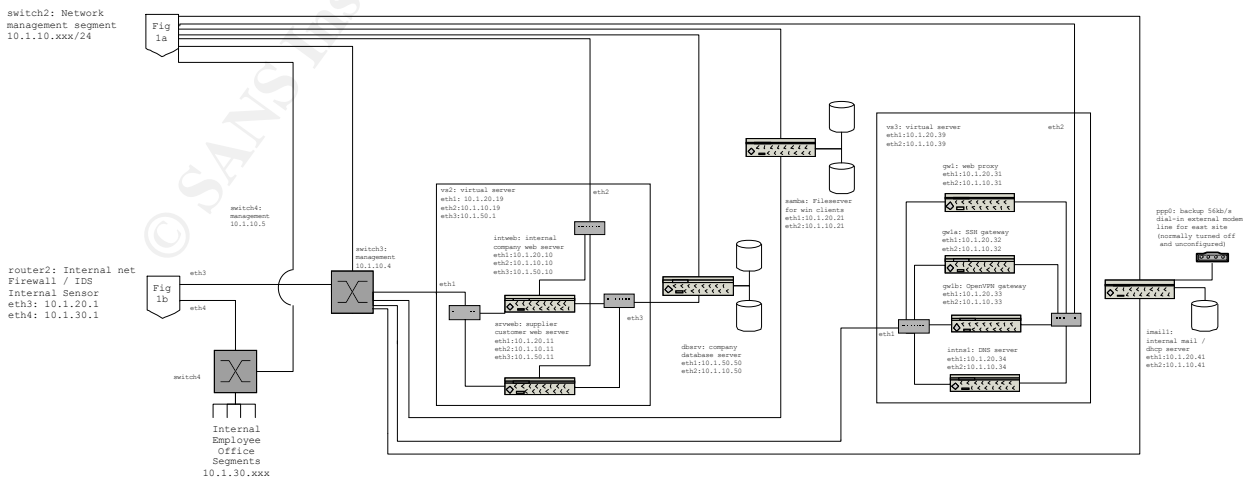 switch2: Network
management segment
10.1.10.xxx/24
Fig
1a
© SANS Ins
switch4:
management
10.1.10.5
router2: Internal net
Firewall / IDS
Internal Sensor
eth3: 10.1.20.1
eth4: 10.1.30.1
Fig
1b
eth3
eth4
switch4
Internal
Employee
Office
Segments
10.1.30.xxx
switch3:
management
10.1.10.4
vs2: virtual server
eth1: 10.1.20.19
eth2:10.1.10.19
eth3:10.1.50.1
eth2
intweb: internal
company web server
eth1:10.1.20.10
eth2:10.1.10.10
eth3:10.1.50.10
eth1
eth3
srvweb: supplier
customer web server
eth1:10.1.20.11
eth2:10.1.10.11
eth3:10.1.50.11
dbsrv: company
database server
eth1:10.1.50.50
eth2:10.1.10.50
samba: Fileserver
for win clients
eth1:10.1.20.21
eth2:10.1.10.21
vs3: virtual server
eth1:10.1.20.39
eth2:10.1.10.39
eth2
gw1: web proxy
eth1:10.1.20.31
eth2:10.1.10.31
gw1a: SSH gateway
eth1:10.1.20.32
eth2:10.1.10.32
gw1b: OpenVPN gateway
eth1:10.1.20.33
eth2:10.1.10.33
eth1
intns1: DNS server
eth1:10.1.20.34
eth2:10.1.10.34
ppp0: backup 56kb/s
dial-in external modem
line for east site
(normally turned off
and unconfigured)
imail1:
internal mail /
dhcp server
eth1:10.1.20.41
eth2:10.1.10.41